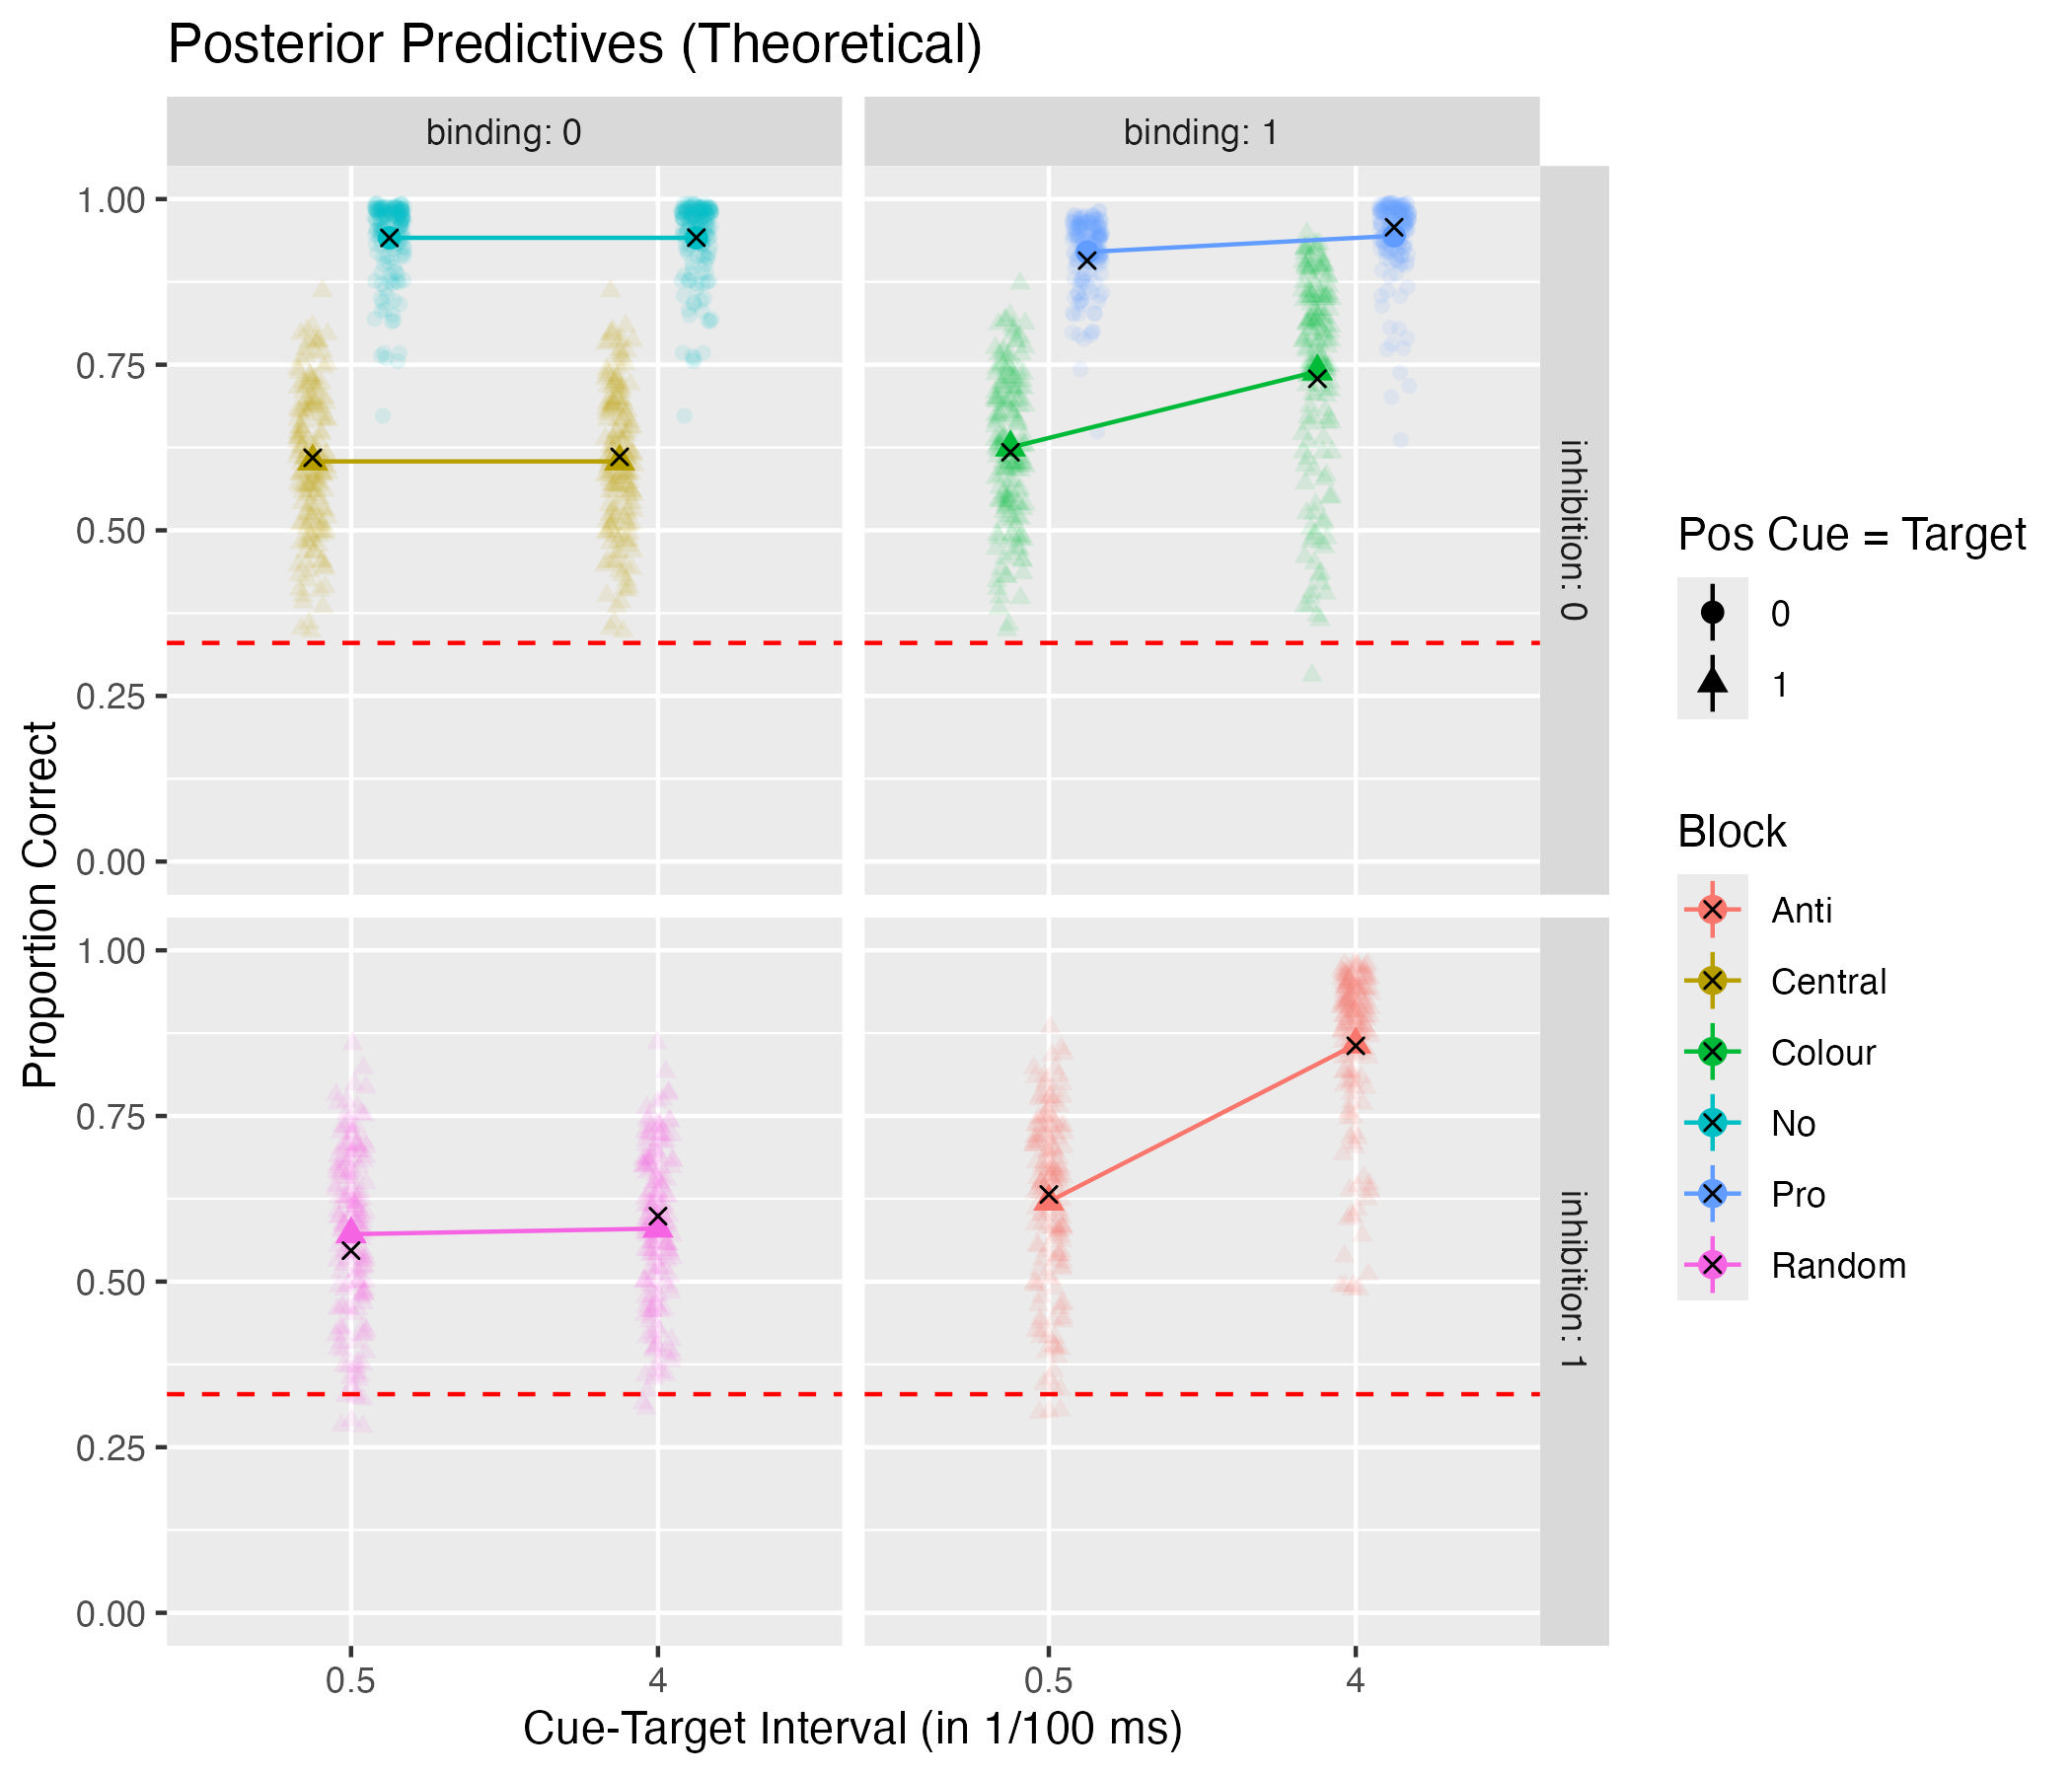 Posterior Predictives (Theoretical)
binding: 0
binding: 1
1.00
0.75
0.50
0.25
0.00
inhibition: 0
1.00
0.75
0.50
0.25
0.00
inhibition: 1
Proportion Correct
0.5
4
0.5
4
Cue-Target Interval (in 1/100 ms)
Pos Cue = Target
0
1
Block
Anti
Central
Colour
No
Pro
Random